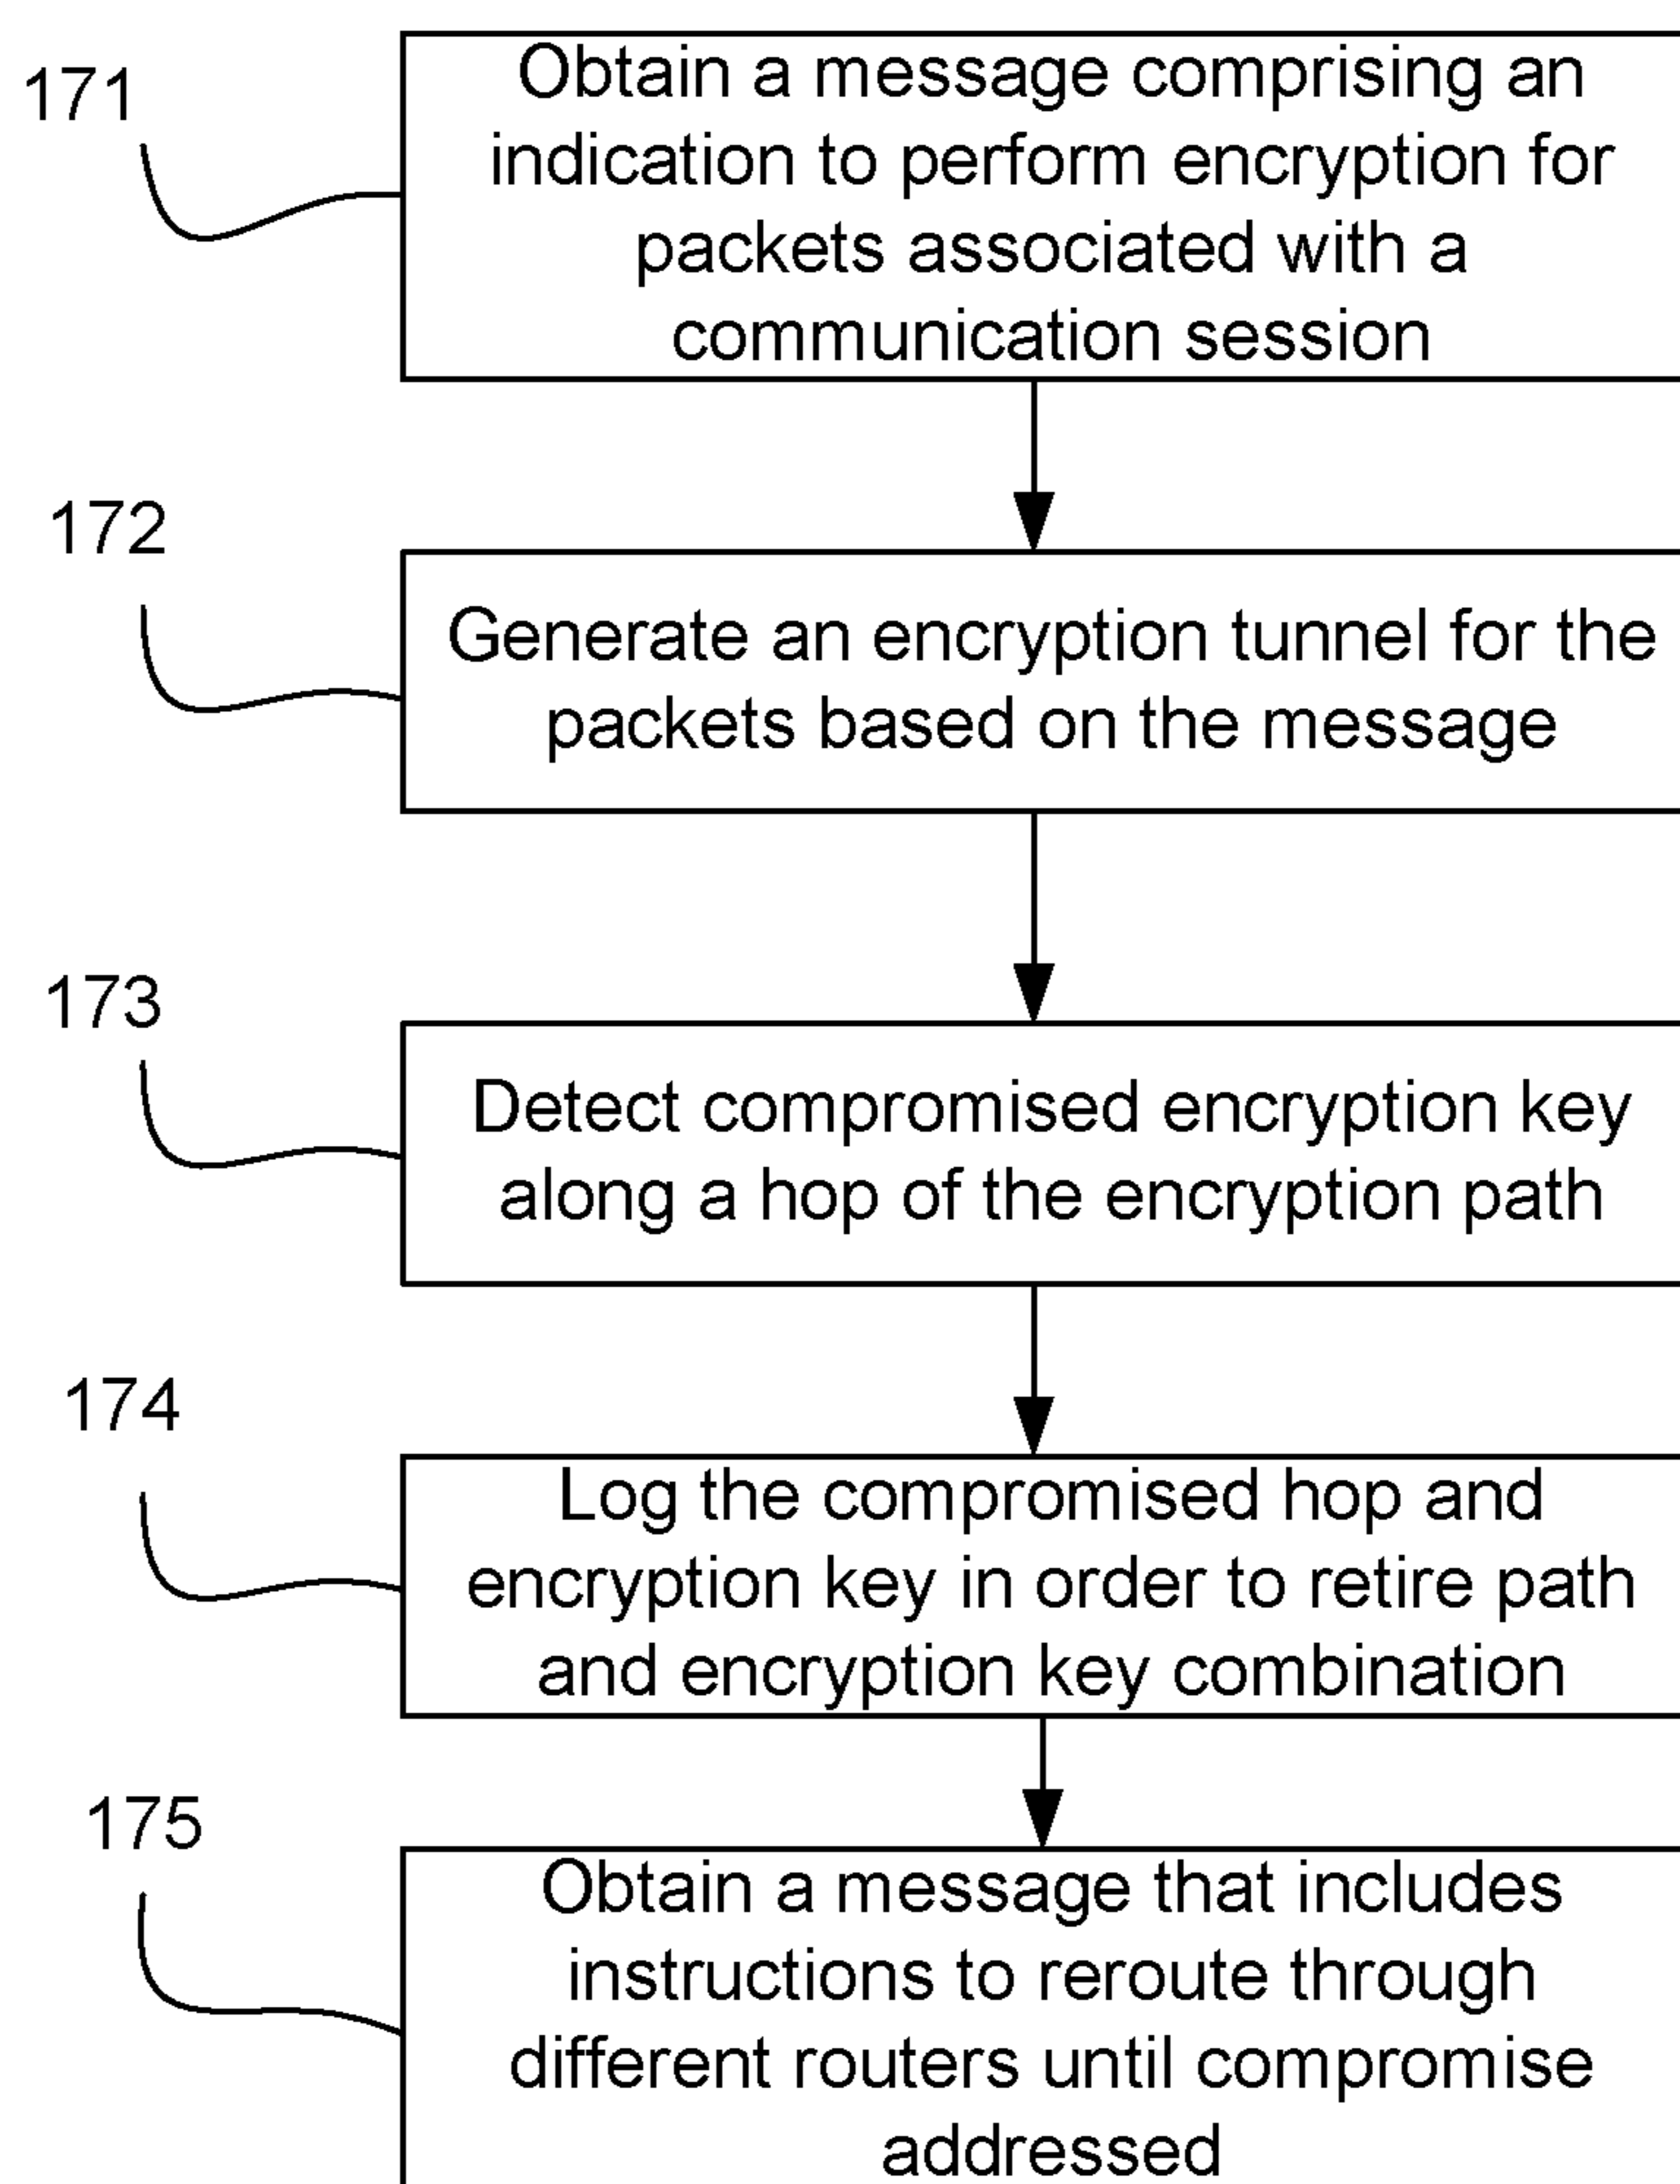 171
Obtain a message comprising an
indication to perform encryption for
packets associated with a
communication session
172
Generate an encryption tunnel for the
packets based on the message
173
Detect compromised encryption key
along a hop of the encryption path
174
Log the compromised hop and
encryption key in order to retire path
and encryption key combination
175
Obtain a message that includes
instructions to reroute through
different routers until compromise
addressed